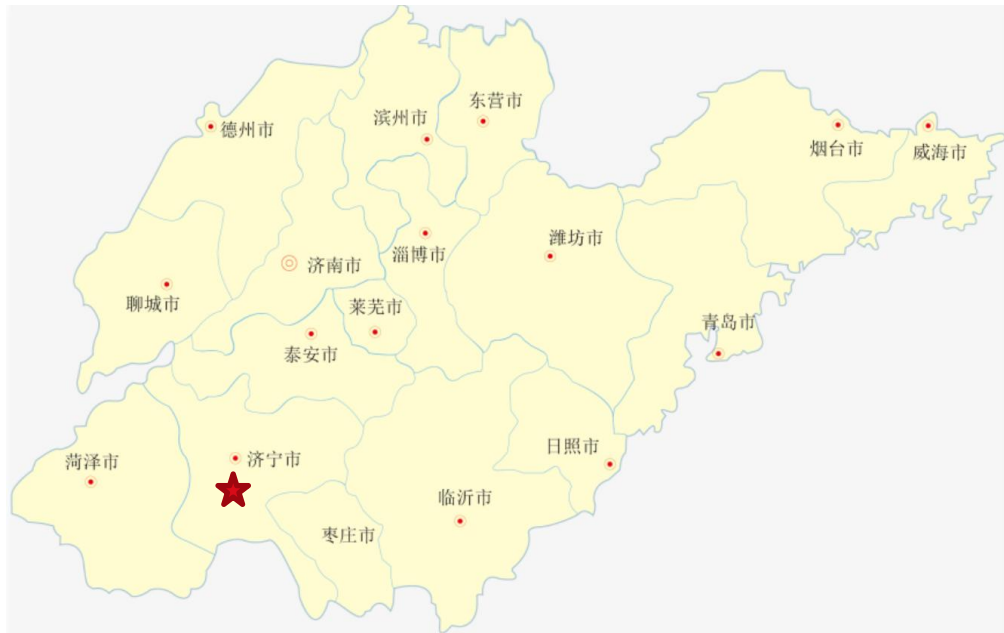 东营市
滨州市
德州市
烟台市
威海市
潍坊市
淄博市
济南市
聊城市
莱芜市
青岛市
泰安市
日照市
济宁市
菏泽市
临沂市
枣庄市